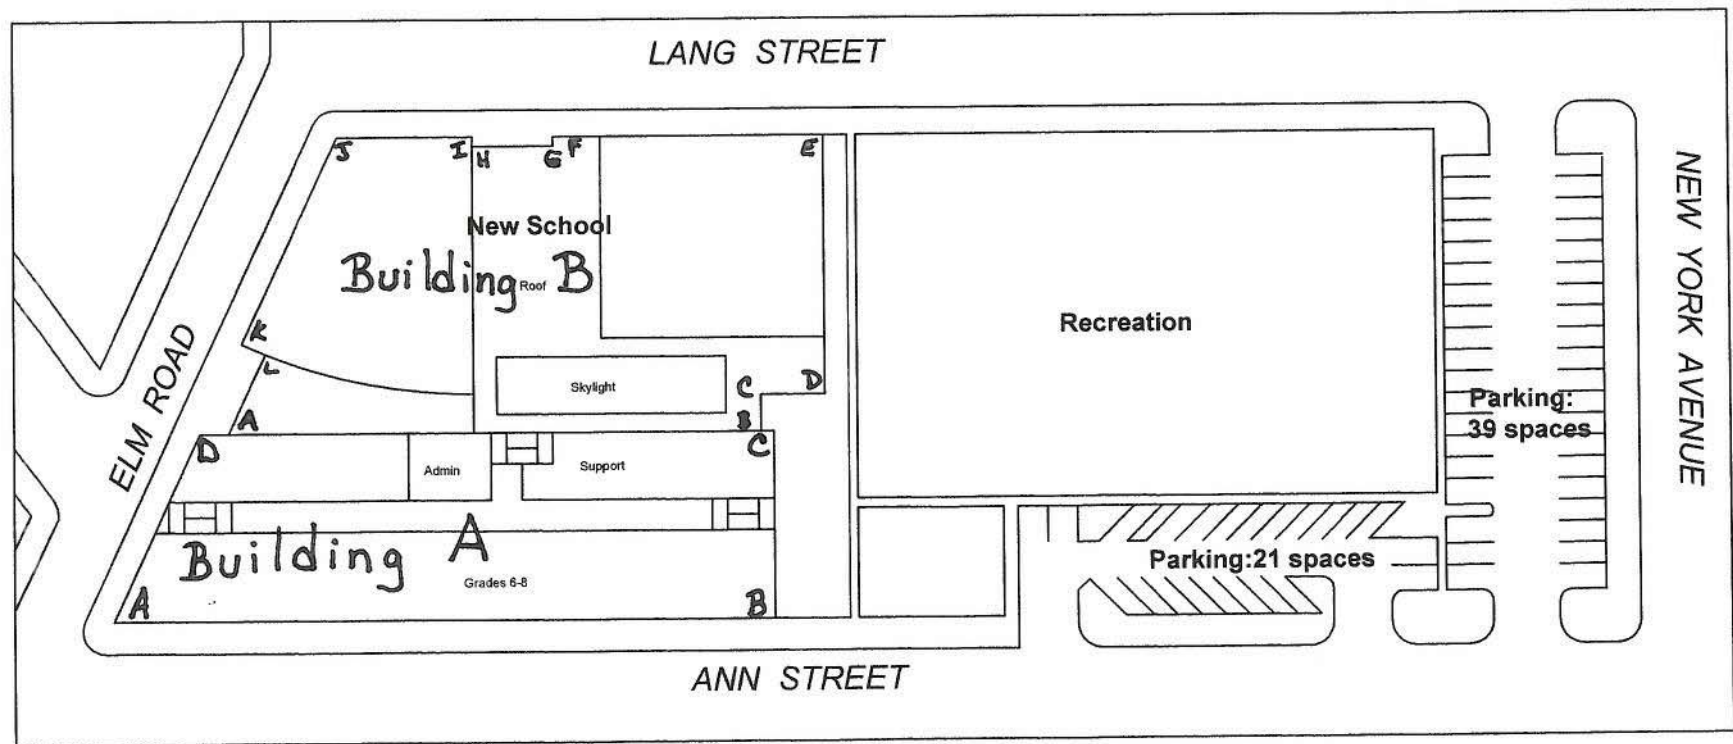 LANG STREET
J
I
H
G
F
E
New School
Building B
Roof
K
L
Skylight
C
D
A
B
D
C
Admin
Support
Building A
Grades 6-8
A
B
ELM ROAD
ANN STREET
Recreation
Parking:
39 spaces
Parking:21 spaces
NEW YORK AVENUE